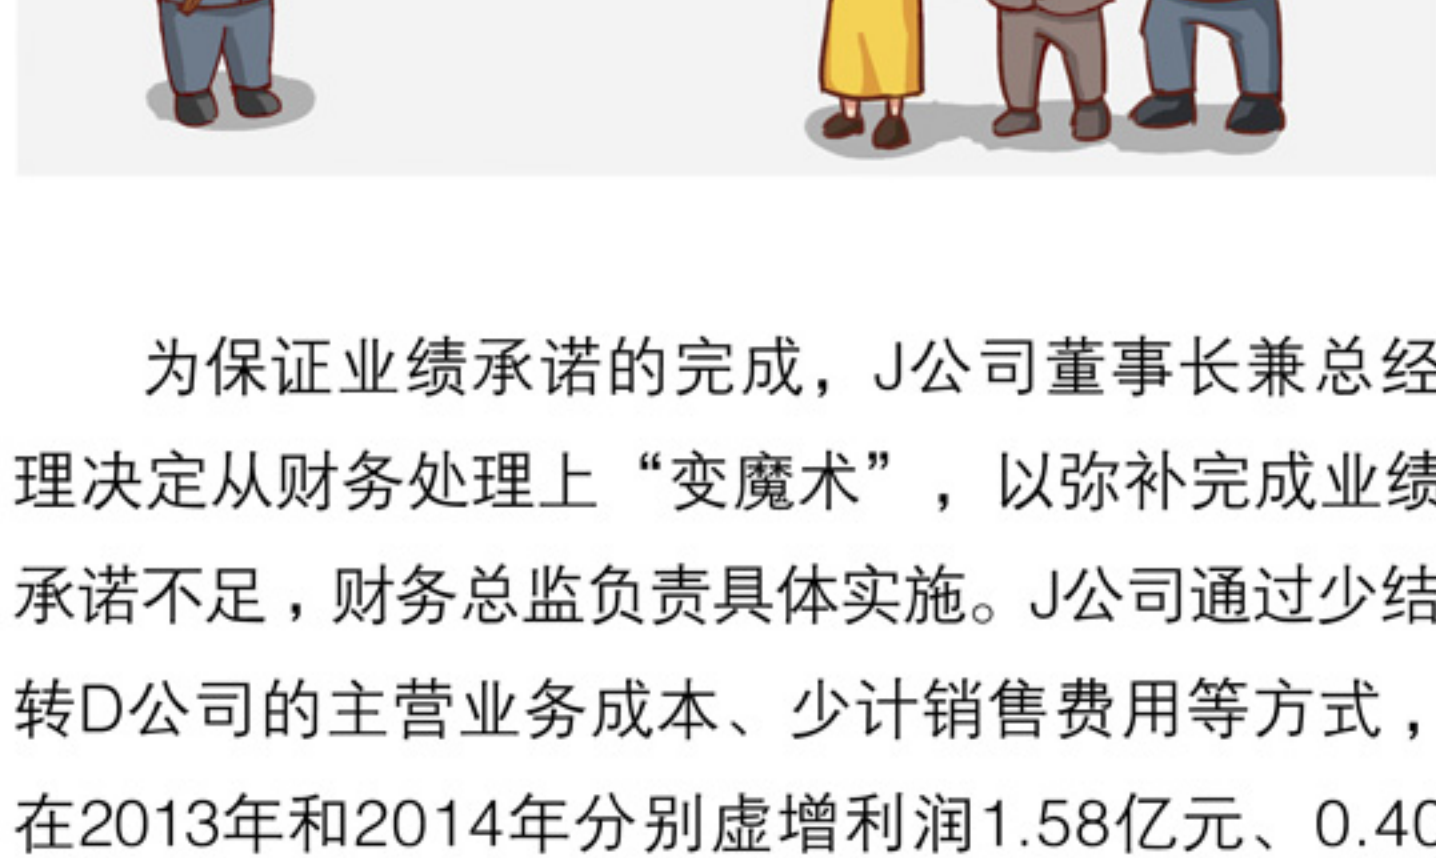 为保证业绩承诺的完成，J公司董事长兼总经
理决定从财务处理上“变魔术”，以弥补完成业绩
承诺不足，财务总监负责具体实施。J公司通过少结
转D公司的主营业务成本、少计销售费用等方式，
在2013年和2014年分别虚增利润1.58亿元、0.40